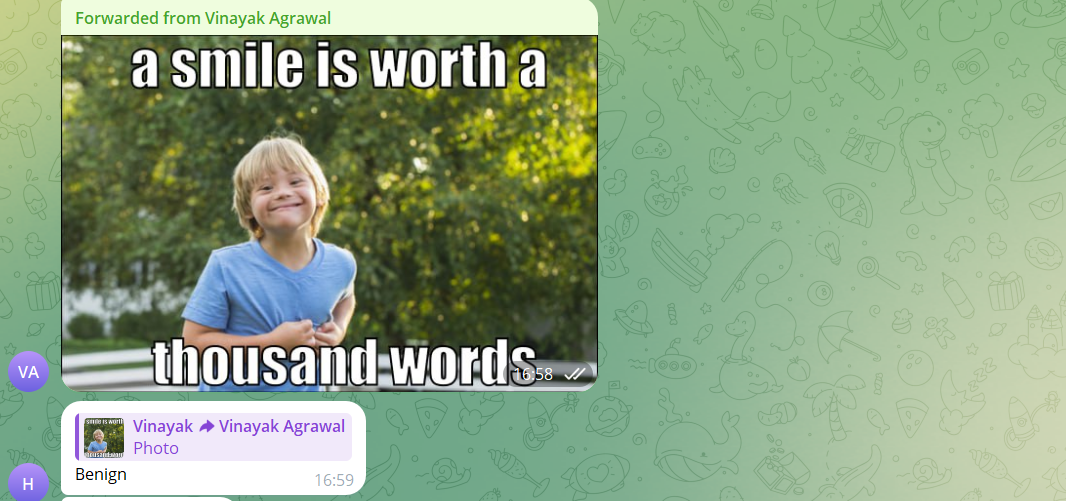 Forwarded from Vinayak Agrawal
a smile is worth a
thousand words
16:58
VA
Vinayak Vinayak Agrawal
Photo
Benign
16:59
H